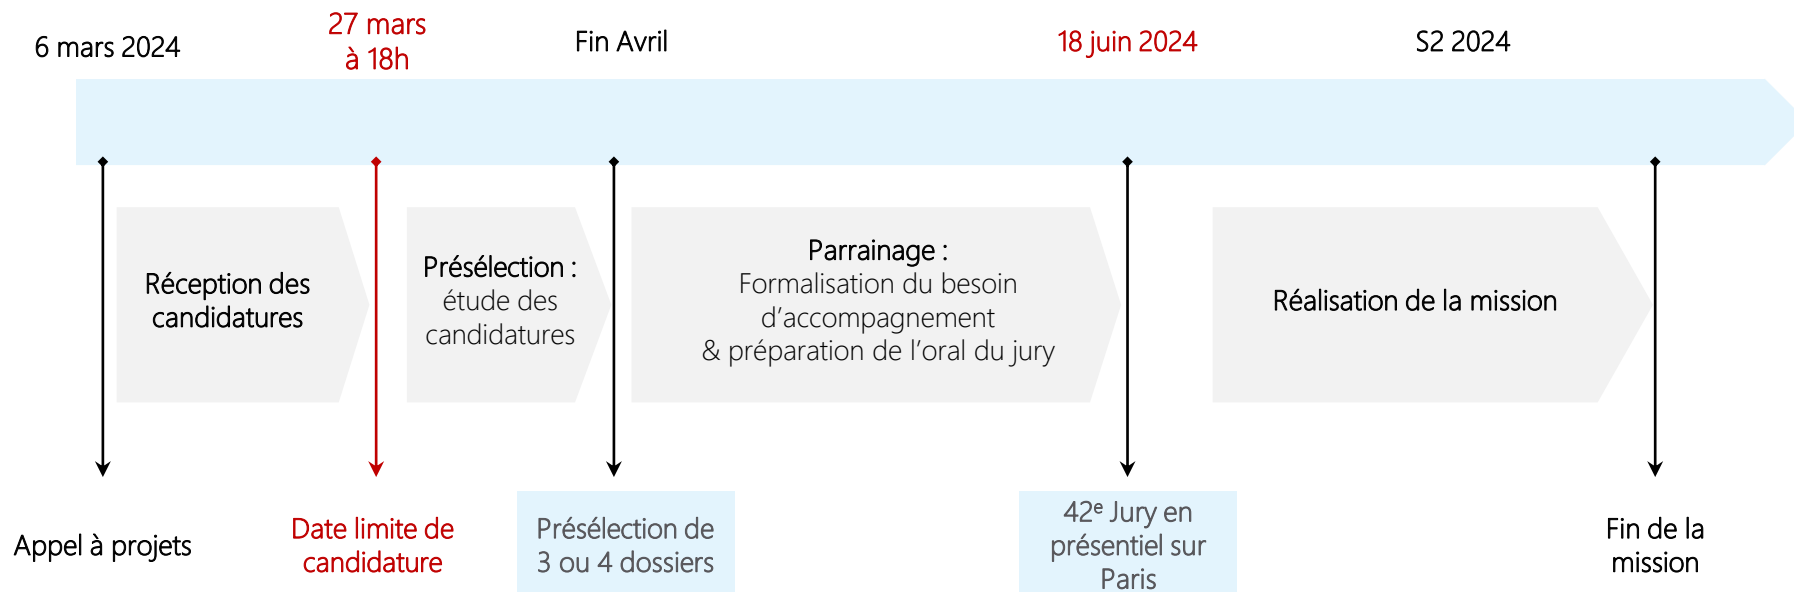 6 mars 2024
27 mars
à 18h
Fin Avril
18 juin 2024
S2 2024
Réception des
candidatures
Présélection :
étude des
candidatures
Parrainage :
Formalisation du besoin
d’accompagnement
& préparation de l’oral du jury
Réalisation de la mission
Appel à projets
Date limite de
candidature
Présélection de
3 ou 4 dossiers
42e Jury en
présentiel sur
Paris
Fin de la
mission